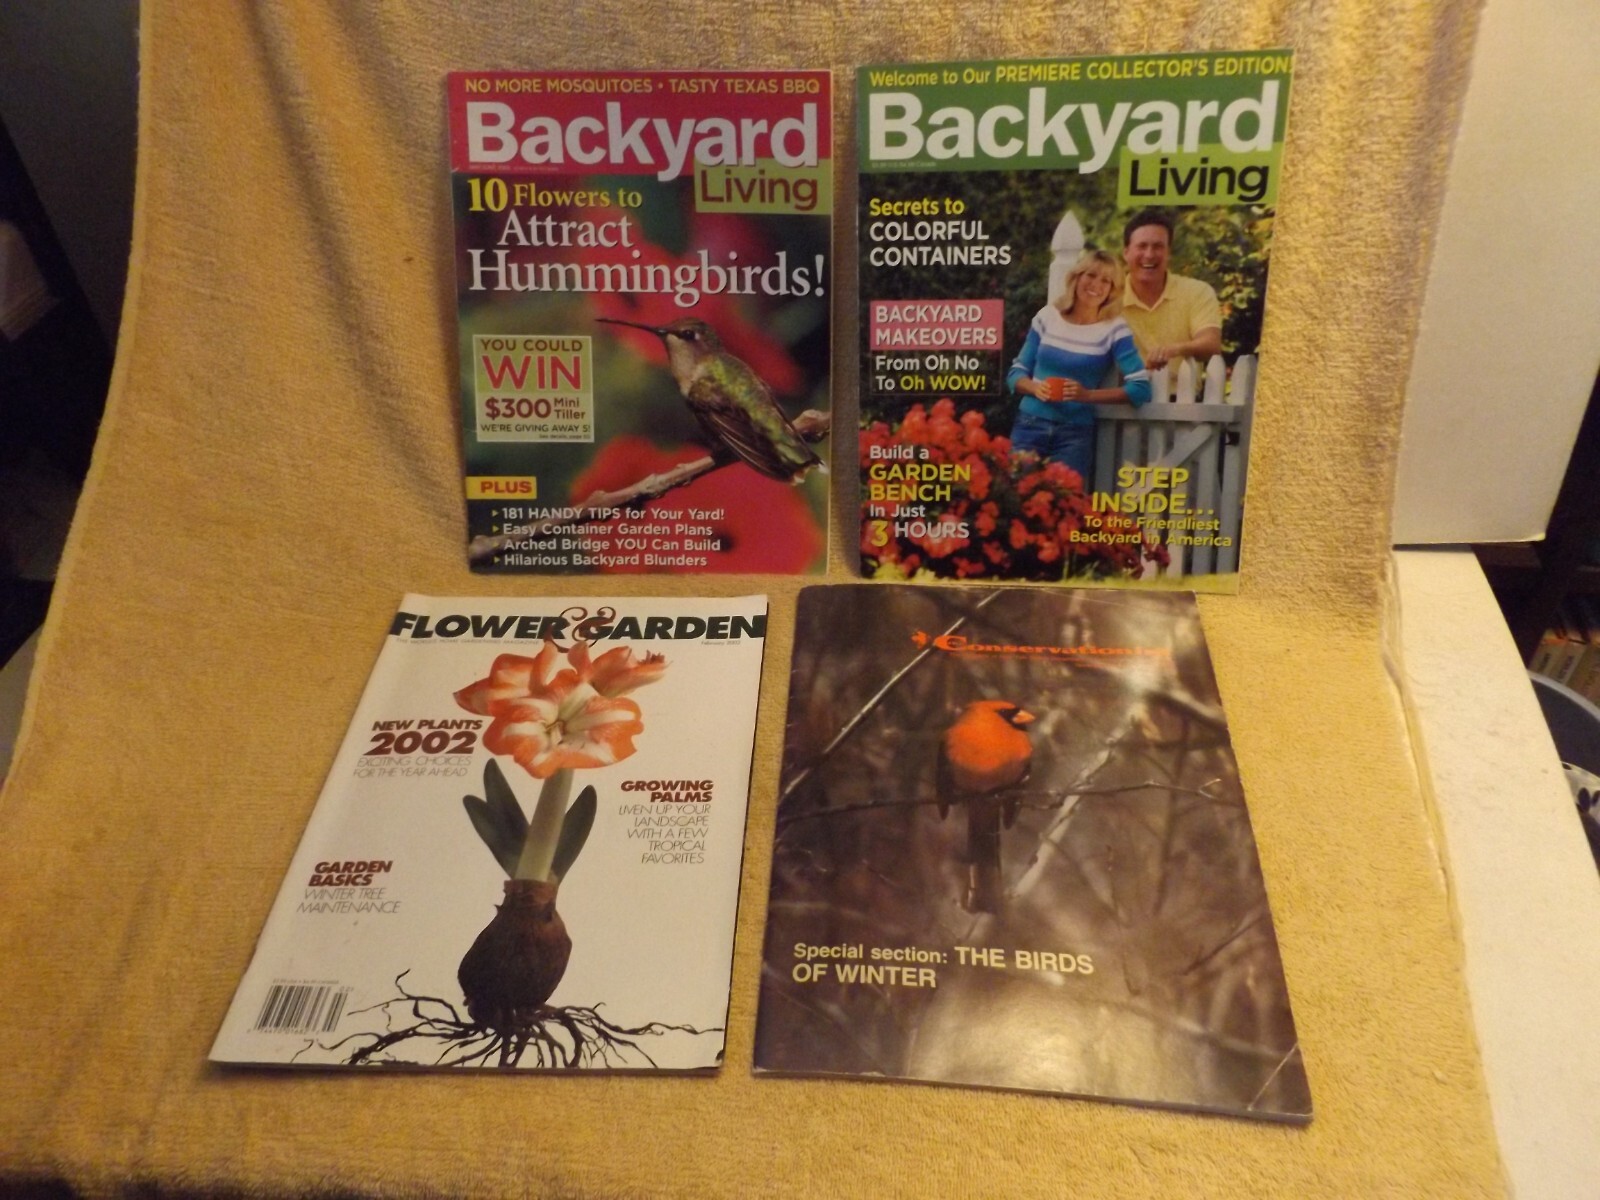 NO MORE MOSQUITOES • TASTY TEXAS BBQ
Backyard
Living
10 Flowers to
Attract
Hummingbirds!
YOU COULD
WIN
$300 Mini
Tiller
WE'RE GIVING AWAY 5!
PLUS
181 HANDY TIPS for Your Yard!
Easy Container Garden Plans
Arched Bridge YOU Can Build
Hilarious Backyard Blunders
Welcome to Our PREMIERE COLLECTOR'S EDITION!
Backyard
Living
Secrets to
COLORFUL
CONTAINERS
BACKYARD
MAKEOVERS
From Oh No
To Oh WOW!
Build a
GARDEN
BENCH
In Just
3 HOURS
STEP
INSIDE...
To the Friendliest
Backyard in America
FLOWER & GARDEN
NEW PLANTS
2002
EXCITING CHOICES
FOR THE YEAR AHEAD
GROWING
PALMS
LIVEN UP YOUR
LANDSCAPE
WITH A FEW
TROPICAL
FAVORITES
GARDEN
BASICS
WINTER TREE
MAINTENANCE
Conservationist
Special section: THE BIRDS
OF WINTER